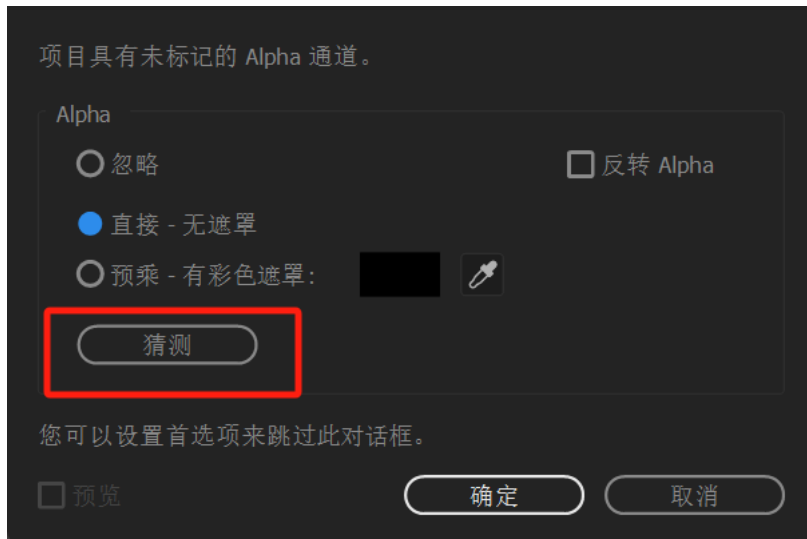 项目具有未标记的 Alpha 通道。
Alpha
忽略
反转 Alpha
直接 - 无遮罩
预乘 - 有彩色遮罩:
猜测
您可以设置首选项来跳过此对话框。
预览
确定
取消